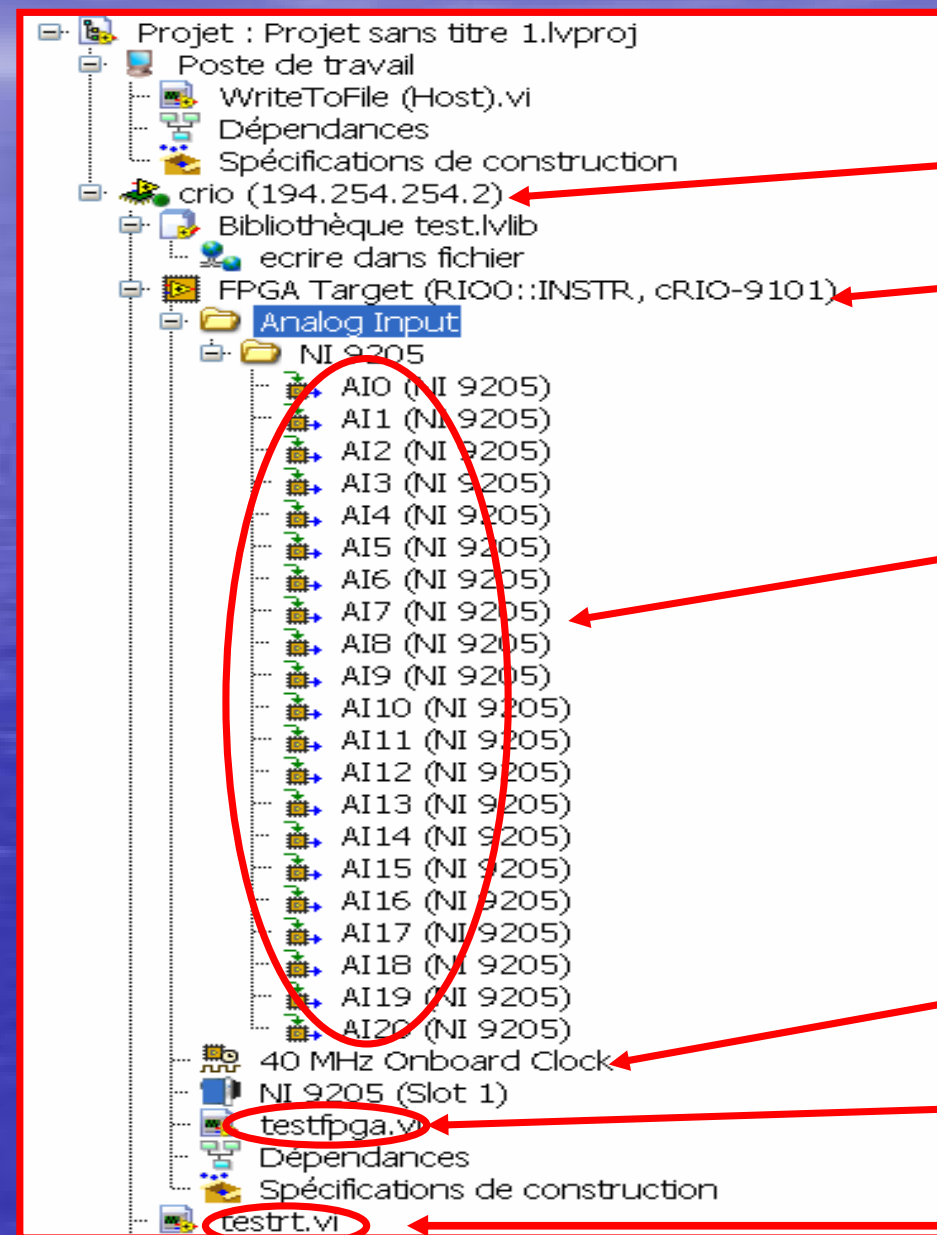 Projet : Projet sans titre 1.lvproj
Poste de travail
WriteToFile (Host).vi
Dépendances
Spécifications de construction
crio (194.254.254.2)
Bibliothèque test.lvlib
ecrire dans fichier
FPGA Target (RIO0::INSTR, cRIO-9101)
Analog Input
NI 9205
AI0 (NI 9205)
AI1 (NI 9205)
AI2 (NI 9205)
AI3 (NI 9205)
AI4 (NI 9205)
AI5 (NI 9205)
AI6 (NI 9205)
AI7 (NI 9205)
AI8 (NI 9205)
AI9 (NI 9205)
AI10 (NI 9205)
AI11 (NI 9205)
AI12 (NI 9205)
AI13 (NI 9205)
AI14 (NI 9205)
AI15 (NI 9205)
AI16 (NI 9205)
AI17 (NI 9205)
AI18 (NI 9205)
AI19 (NI 9205)
AI20 (NI 9205)
40 MHz Onboard Clock
NI 9205 (Slot 1)
testfpga.vi
Dépendances
Spécifications de construction
testrt.vi